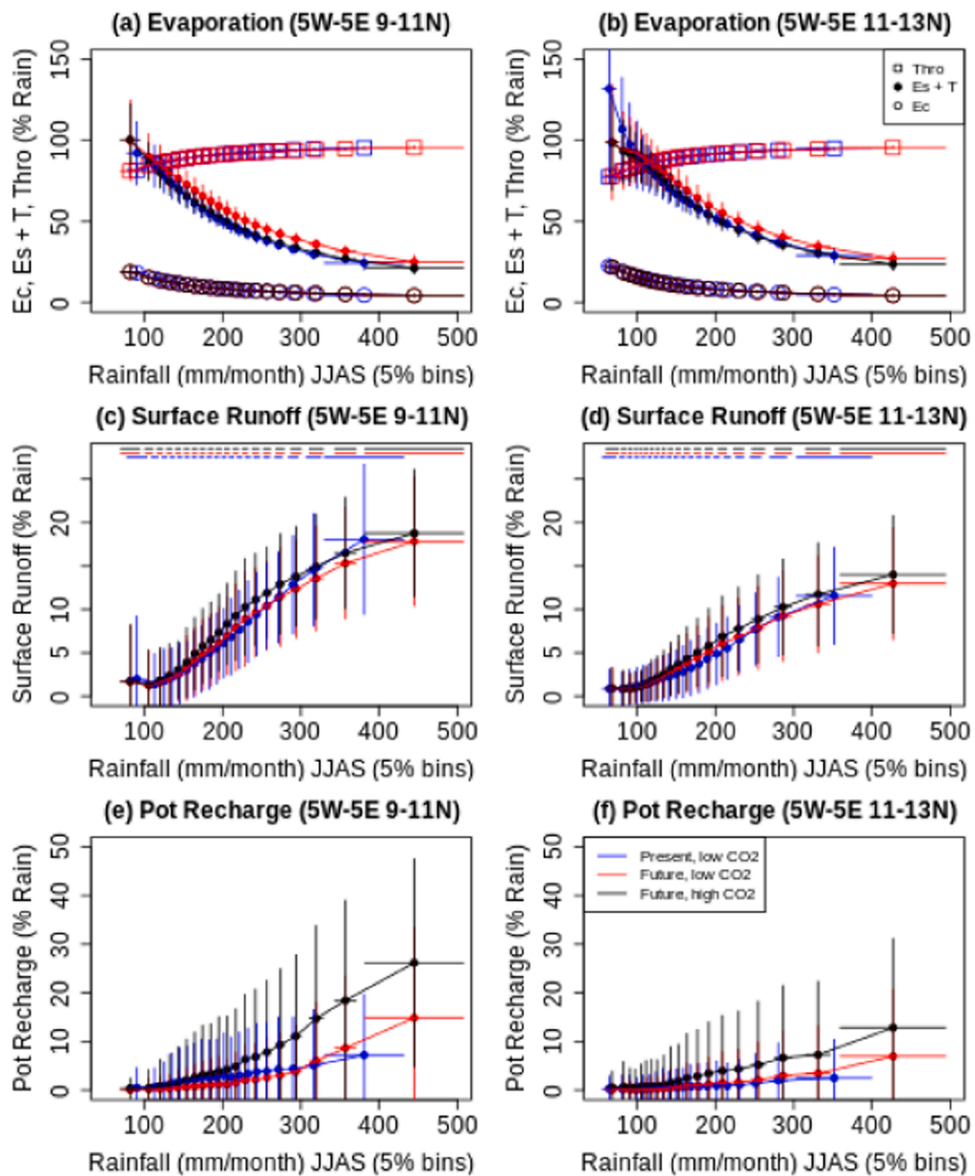 (a) Evaporation (5W-5E 9-11N)
Ec, Es + T, Thro (% Rain)
150
100
50
0
100 200 300 400 500
Rainfall (mm/month) JJAS (5% bins)
(b) Evaporation (5W-5E 11-13N)
Ec, Es + T, Thro (% Rain)
150
100
50
0
Thro
Es + T
Ec
100 200 300 400 500
Rainfall (mm/month) JJAS (5% bins)
(c) Surface Runoff (5W-5E 9-11N)
Surface Runoff (% Rain)
20
10
5
0
100 200 300 400 500
Rainfall (mm/month) JJAS (5% bins)
(d) Surface Runoff (5W-5E 11-13N)
Surface Runoff (% Rain)
20
10
5
0
100 200 300 400 500
Rainfall (mm/month) JJAS (5% bins)
(e) Pot Recharge (5W-5E 9-11N)
Pot Recharge (% Rain)
50
40
30
20
10
0
100 200 300 400 500
Rainfall (mm/month) JJAS (5% bins)
(f) Pot Recharge (5W-5E 11-13N)
Pot Recharge (% Rain)
50
40
30
20
10
0
Present, low CO2
Future, low CO2
Future, high CO2
100 200 300 400 500
Rainfall (mm/month) JJAS (5% bins)